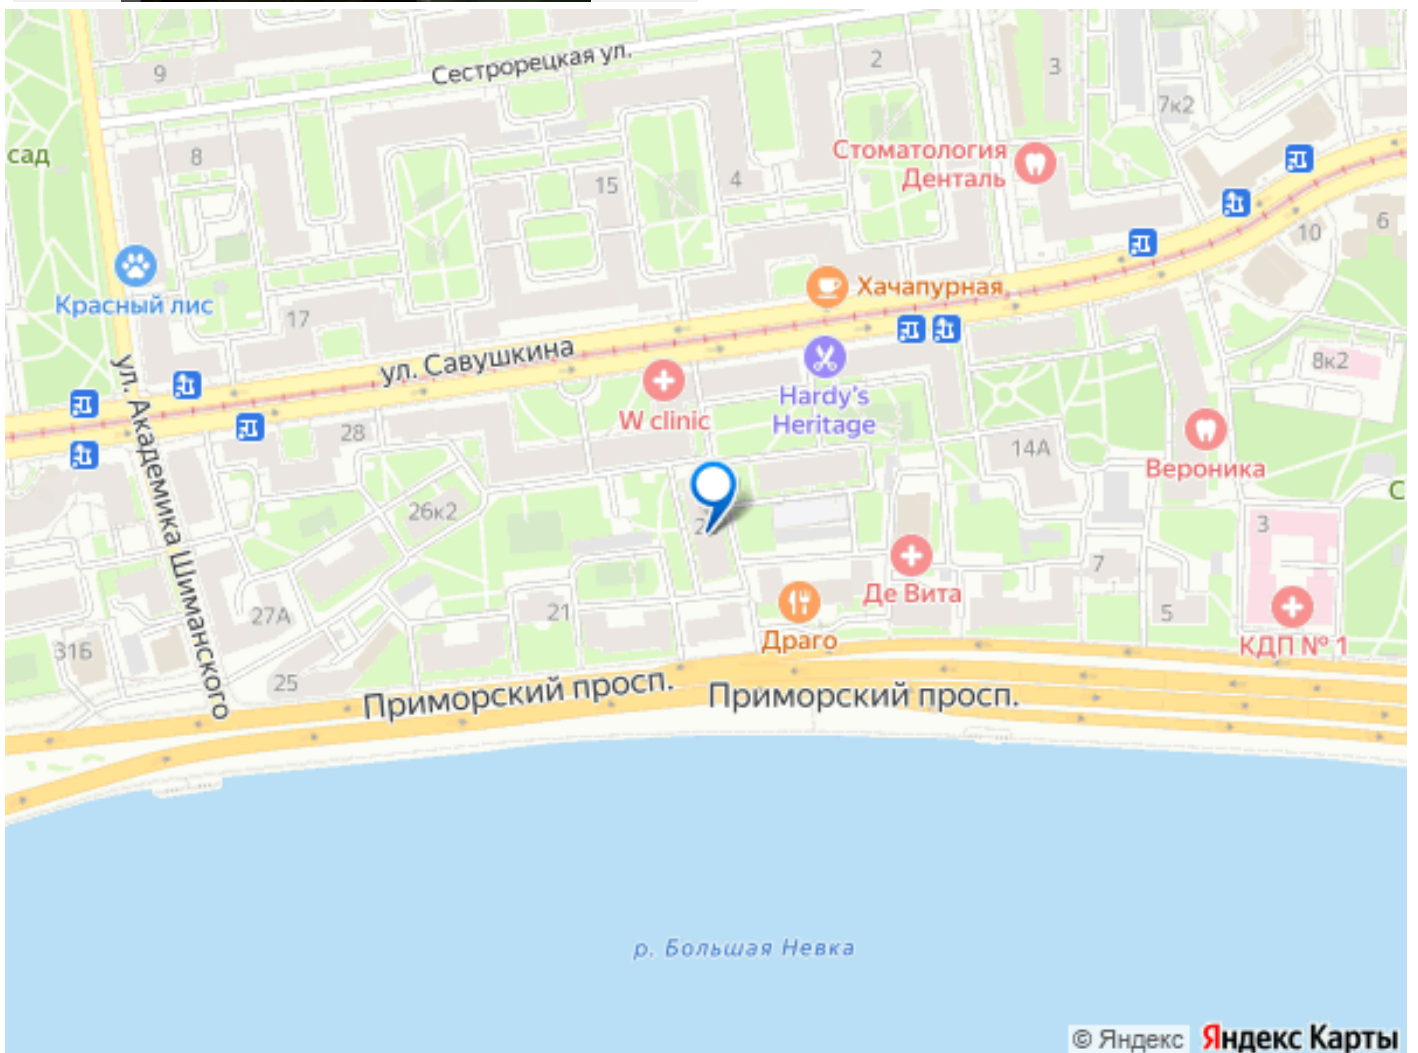 Сестрорецкая ул.
2
3
9
7к2
сад
8
Стоматология
Денталь
15
4
10
6
Красный лис
Хачапурная
17
ул. Савушкина
8к2
W clinic
Hardy's
Heritage
28
14А
Вероника
ул. Академика Шиманского
26к2
С
3
2
7
Де Вита
27А
21
5
31Б
Драго
КДП № 1
25
Приморский просп.
Приморский просп.
р. Большая Невка
© Яндекс Яндекс Карты